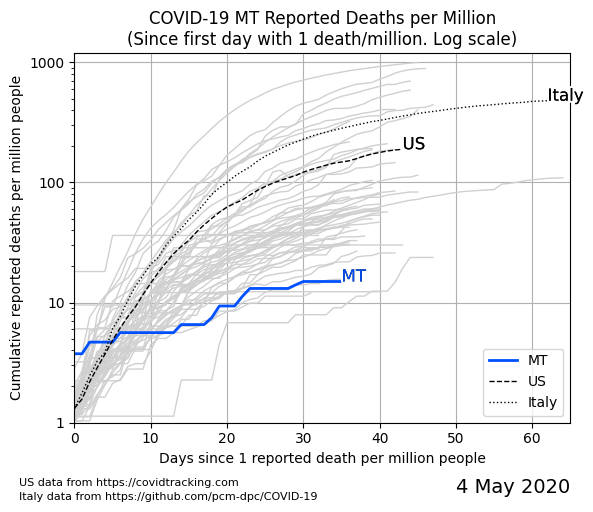 COVID-19 MT Reported Deaths per Million
(Since first day with 1 death/million. Log scale)
Cumulative reported deaths per million people
1000
100
10
1
Italy
US
MT
MT
US
Italy
0 10 20 30 40 50 60
Days since 1 reported death per million people
US data from https://covidtracking.com
Italy data from https://github.com/pcm-dpc/COVID-19
4 May 2020